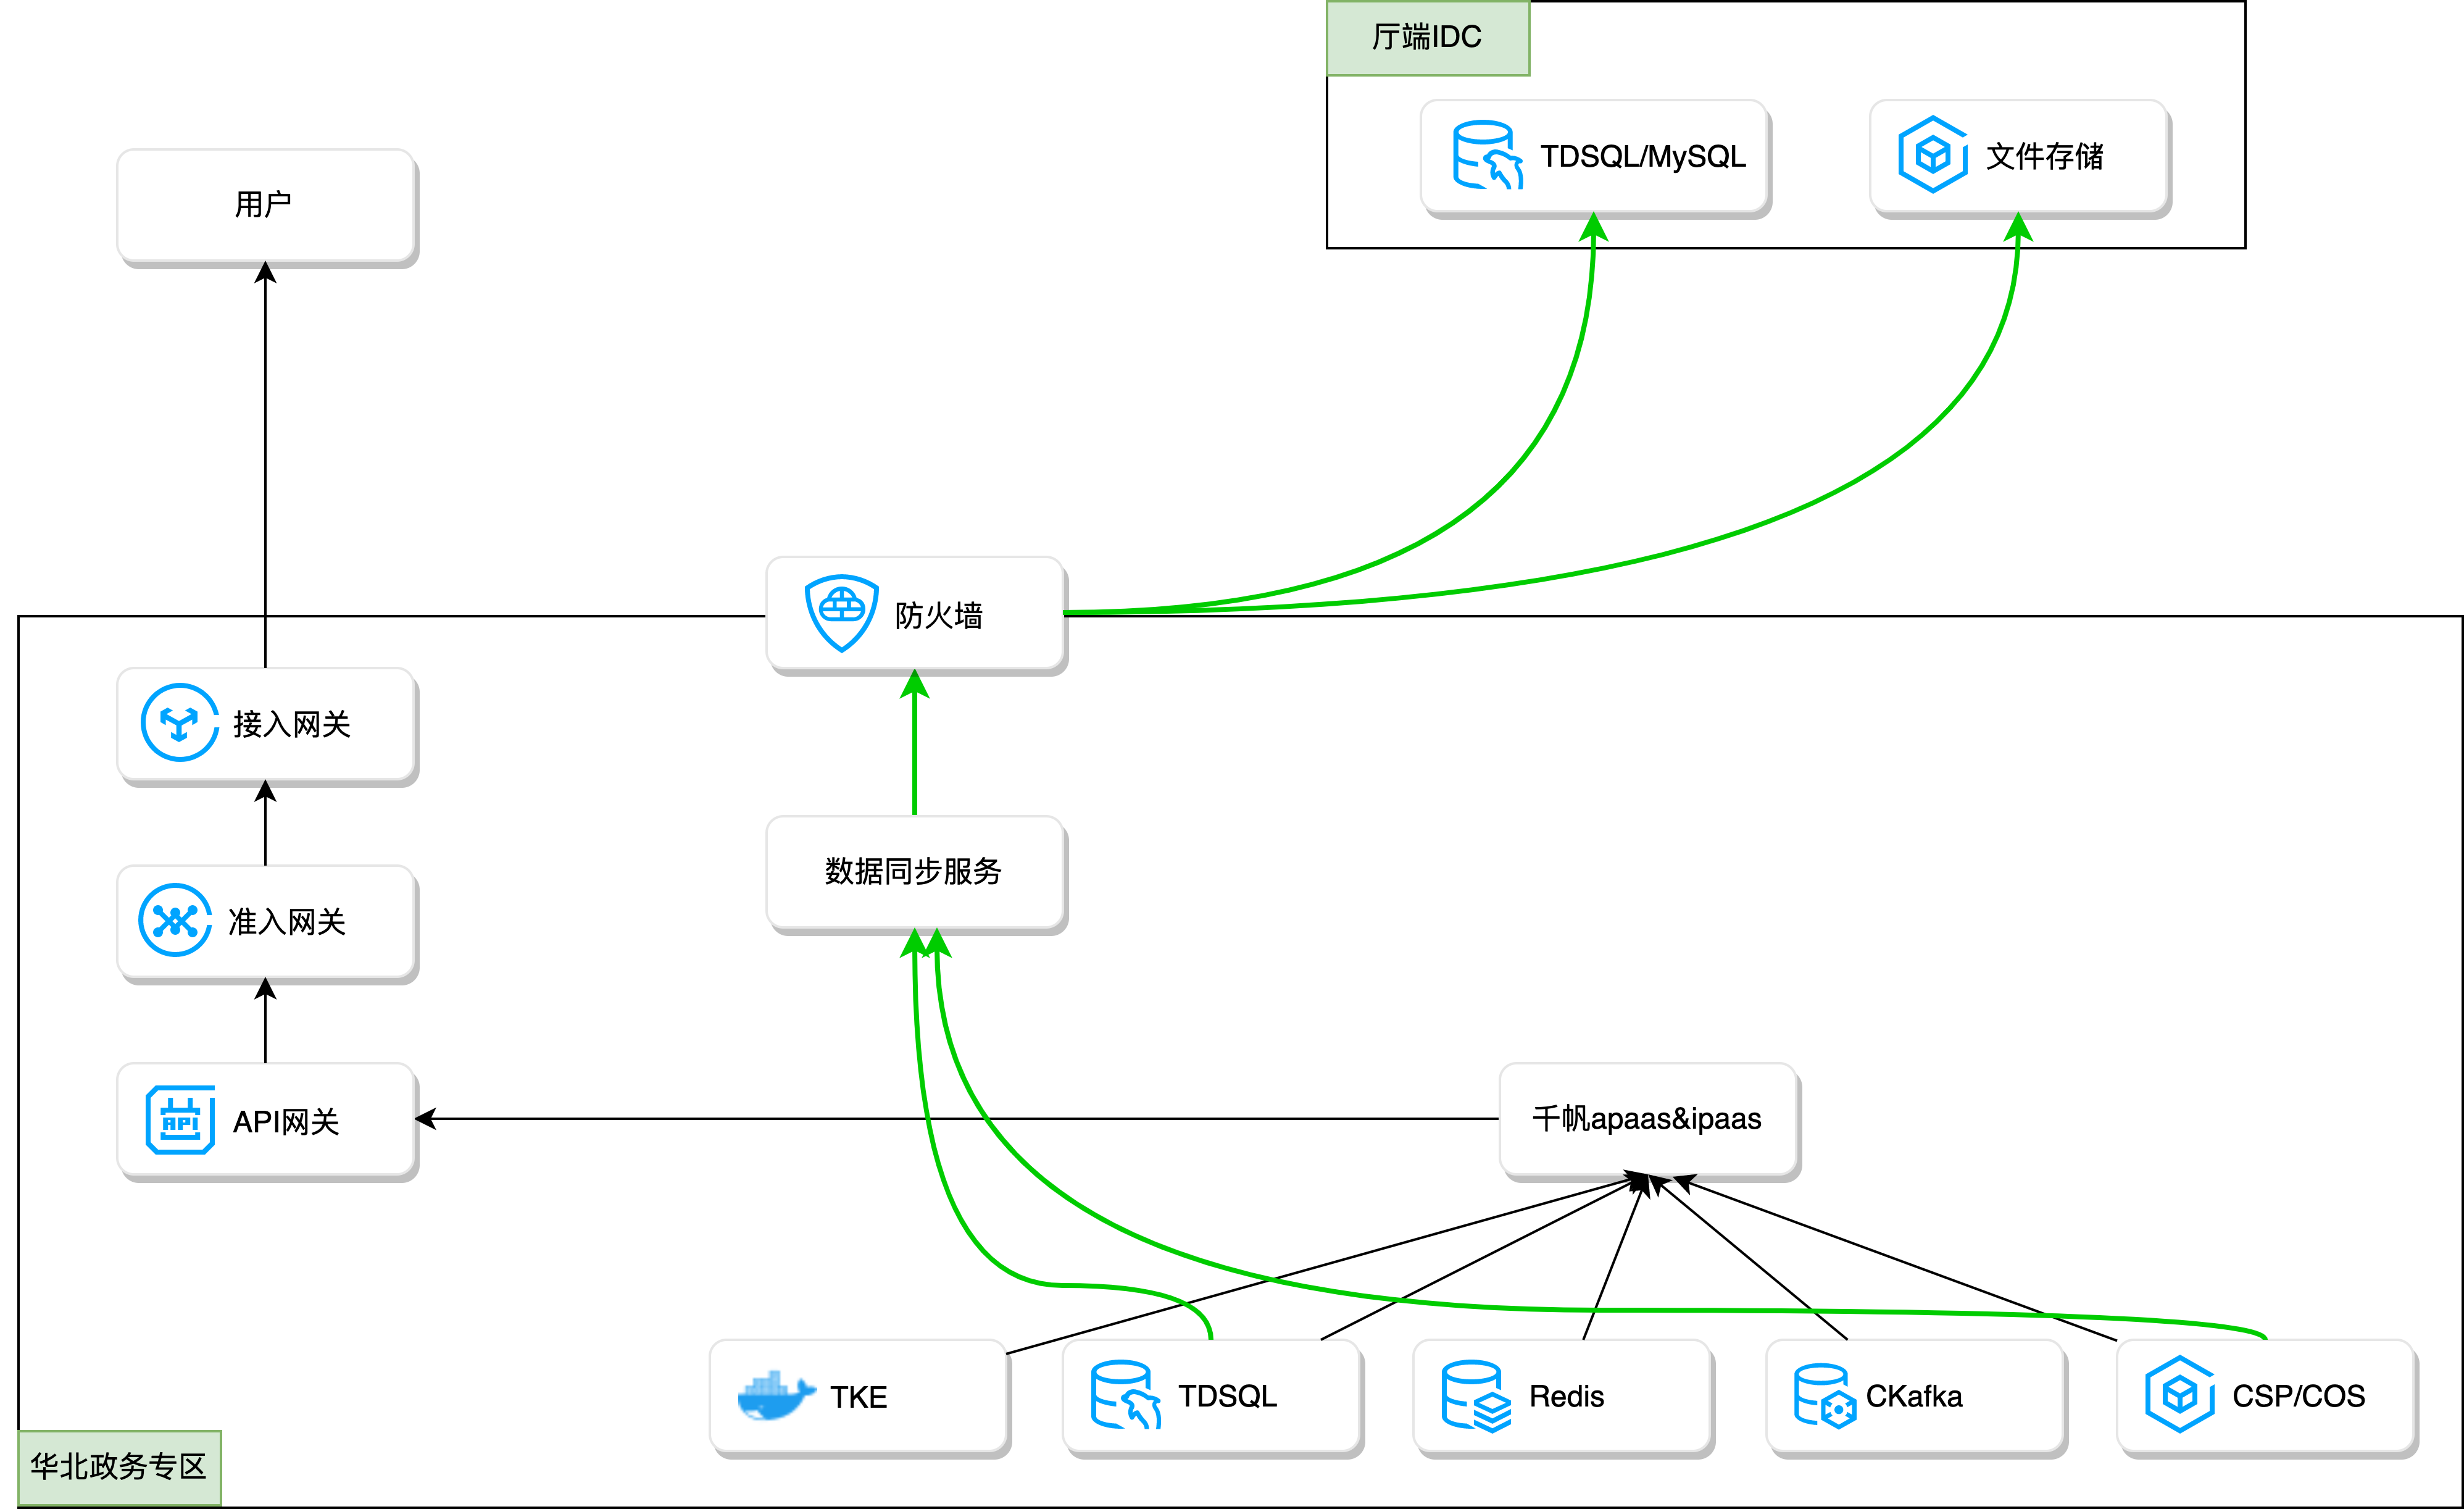 厅端IDC
TDSQL/MySQL
文件存储
用户
防火墙
接入网关
数据同步服务
准入网关
API网关
千帆apaas&ipaas
TKE
TDSQL
Redis
CKafka
CSP/COS
华北政务专区